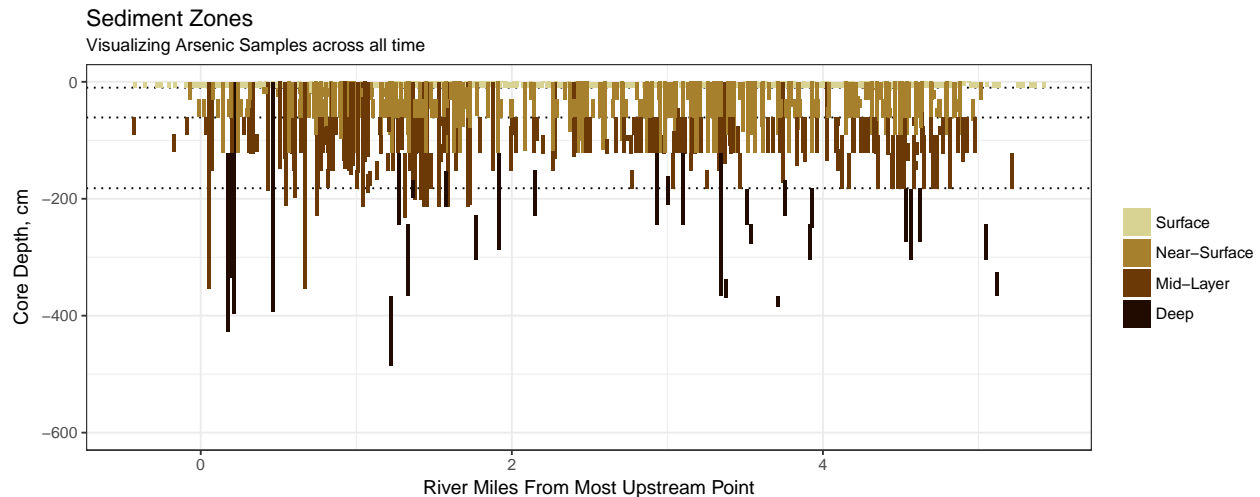 Sediment Zones
Visualizing Arsenic Samples across all time
0
−200
−400
−600
Core Depth, cm
0 2 4
River Miles From Most Upstream Point
Surface
Near−Surface
Mid−Layer
Deep